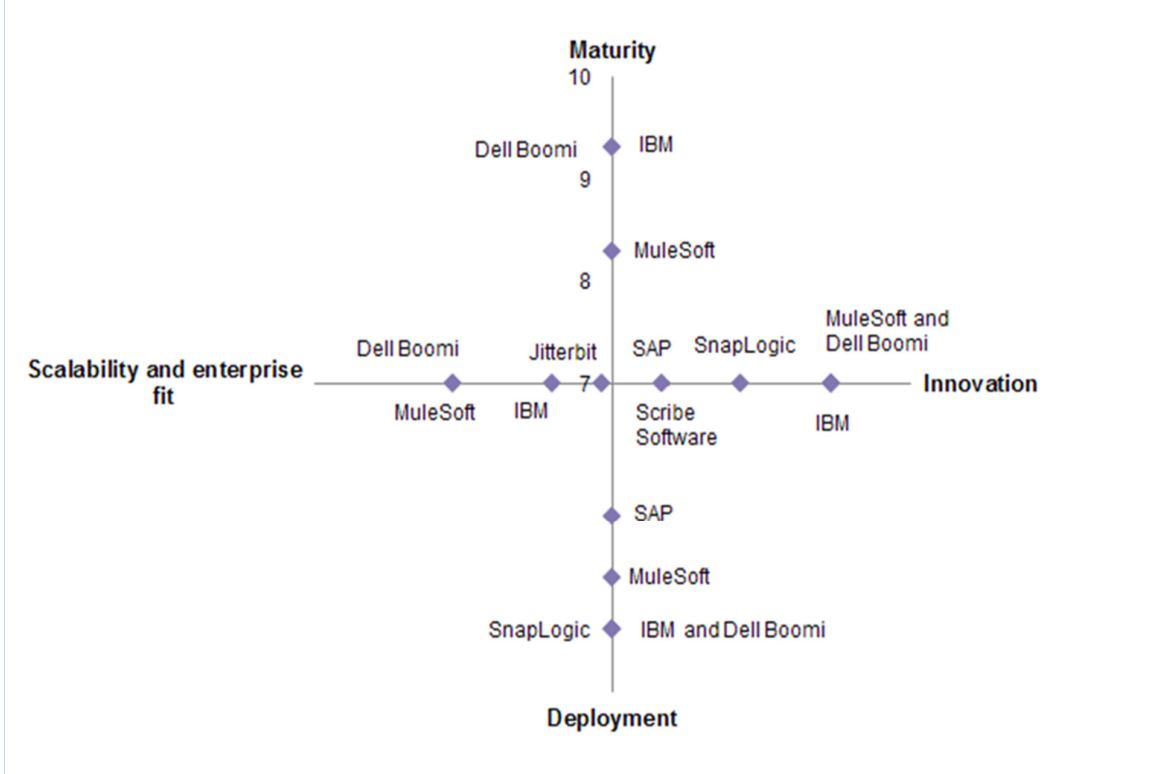 Maturity
10
Dell Boomi
IBM
9
MuleSoft
8
MuleSoft and
Dell Boomi
Dell Boomi
Jitterbit
SAP
SnapLogic
Scalability and enterprise
fit
7
Innovation
MuleSoft
IBM
Scribe
Software
IBM
SAP
MuleSoft
SnapLogic
IBM and Dell Boomi
Deployment